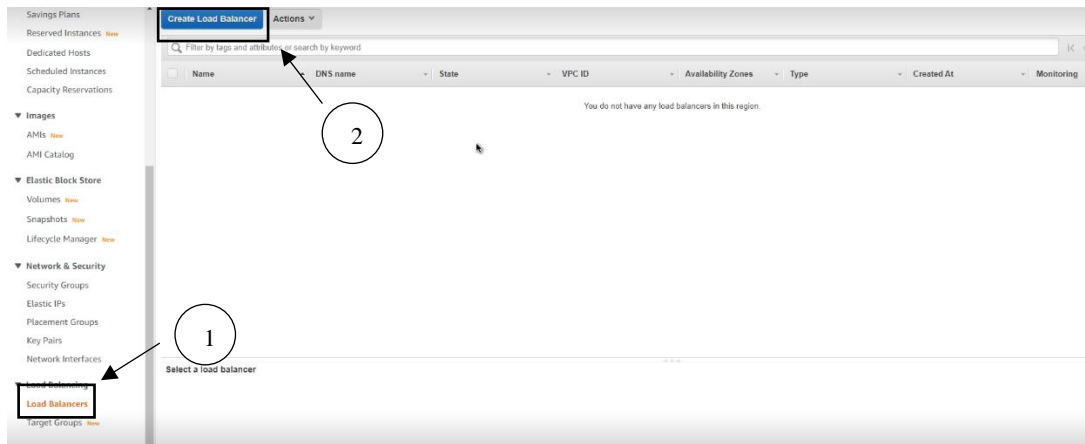 Savings Plans
Reserved Instances New
Dedicated Hosts
Scheduled Instances
Capacity Reservations
Images
AMIs New
AMI Catalog
Elastic Block Store
Volumes New
Snapshots New
Lifecycle Manager New
Network & Security
Security Groups
Elastic IPs
Placement Groups
Key Pairs
Network Interfaces
Load Balancing
Load Balancers
Target Groups New
1
Create Load Balancer Actions
Filter by tags and attributes or search by keyword
Name DNS name State VPC ID Availability Zones Type Created At Monitoring
You do not have any load balancers in this region.
2
Select a load balancer